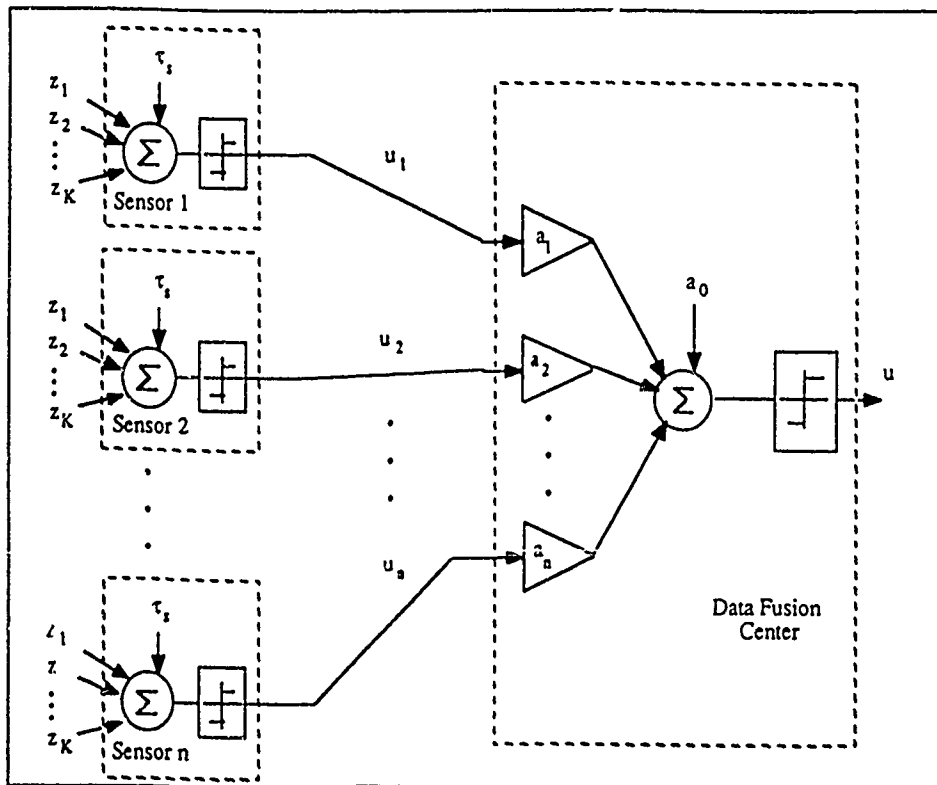 τs
z1
z2
zK
Σ
Sensor 1
u1
a1
τs
z1
z2
zK
Σ
Sensor 2
u2
a2
a0
Σ
u
τs
z1
z
zK
Σ
Sensor n
un
an
Data Fusion
Center